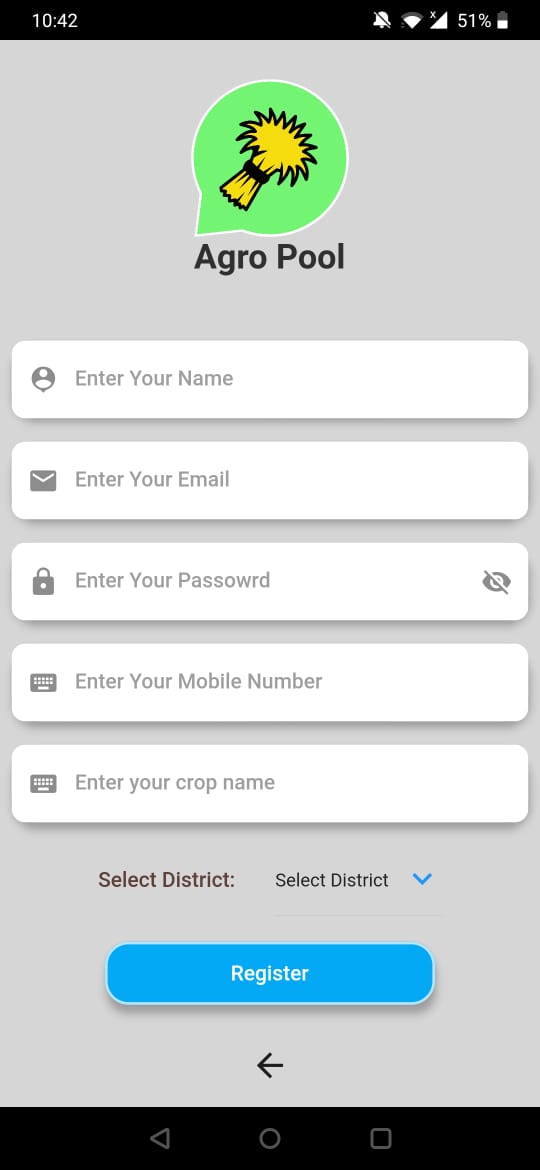 10:42
x 51%
Agro Pool
Enter Your Name
Enter Your Email
Enter Your Passowrd
Enter Your Mobile Number
Enter your crop name
Select District: Select District
Register